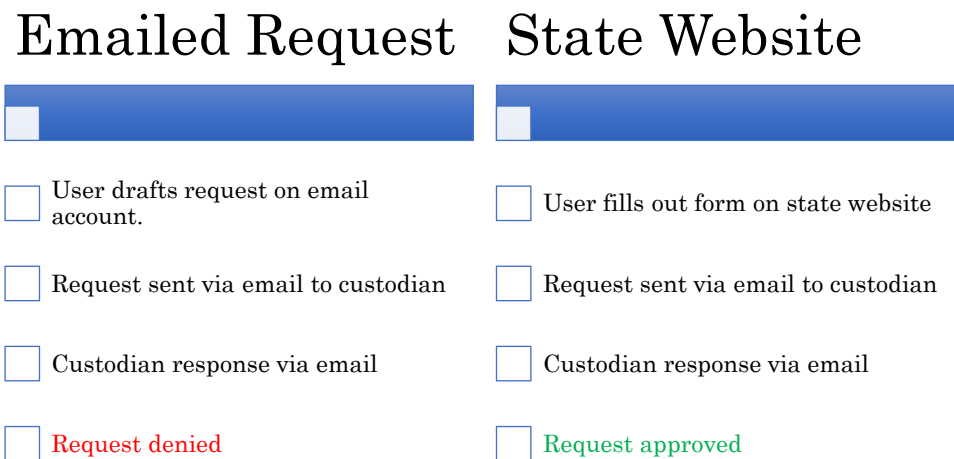 Emailed Request
User drafts request on email
account.
Request sent via email to custodian
Custodian response via email
Request denied
State Website
User fills out form on state website
Request sent via email to custodian
Custodian response via email
Request approved